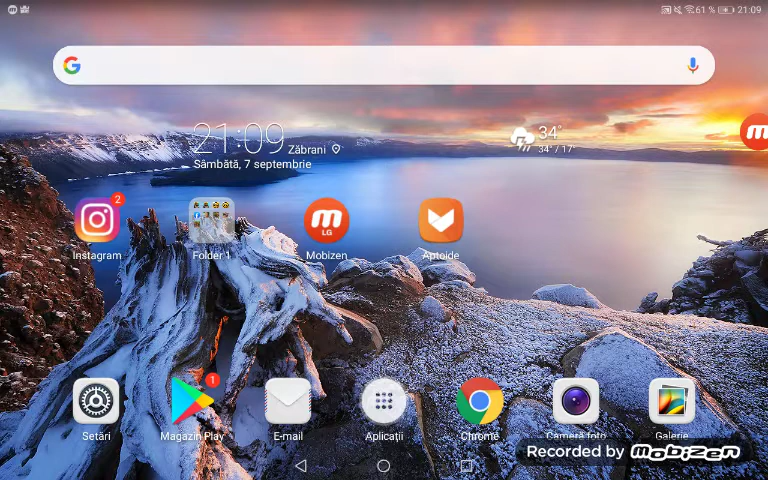 61 % 21:09
21:09 Zăbrani
Sâmbătă, 7 septembrie
34°
34° / 17°
2
Instagram
Folder 1
LG
Mobizen
Aptoide
1
Setări
Magazin Play
E-mail
Aplicații
Chrome
Cameră foto
Galerie
Recorded by Mobizen